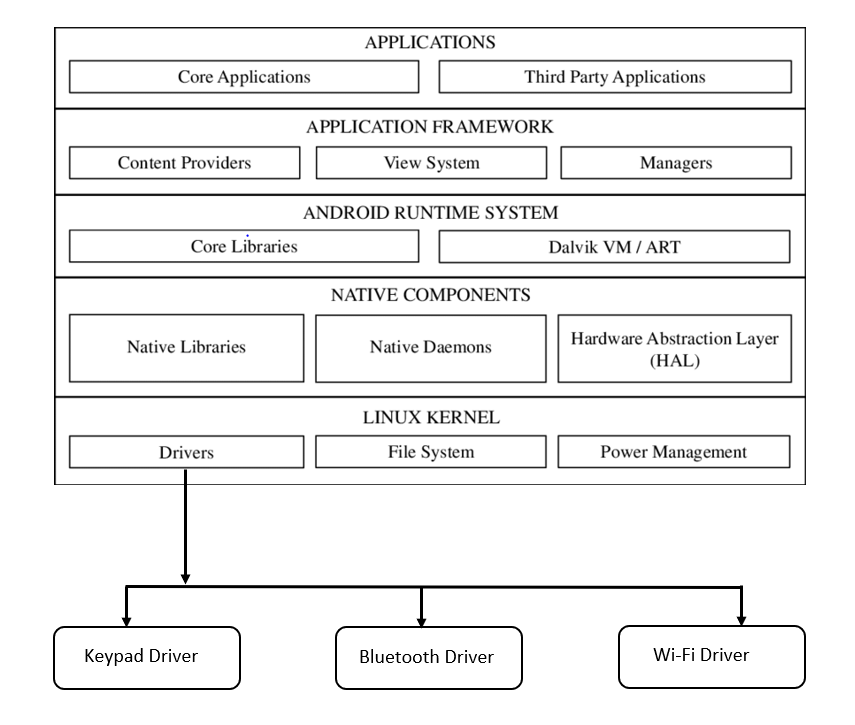 APPLICATIONS
Core Applications
Third Party Applications
APPLICATION FRAMEWORK
Content Providers
View System
Managers
ANDROID RUNTIME SYSTEM
Core Libraries
Dalvik VM / ART
NATIVE COMPONENTS
Native Libraries
Native Daemons
Hardware Abstraction Layer
(HAL)
LINUX KERNEL
Drivers
File System
Power Management
Keypad Driver
Bluetooth Driver
Wi-Fi Driver